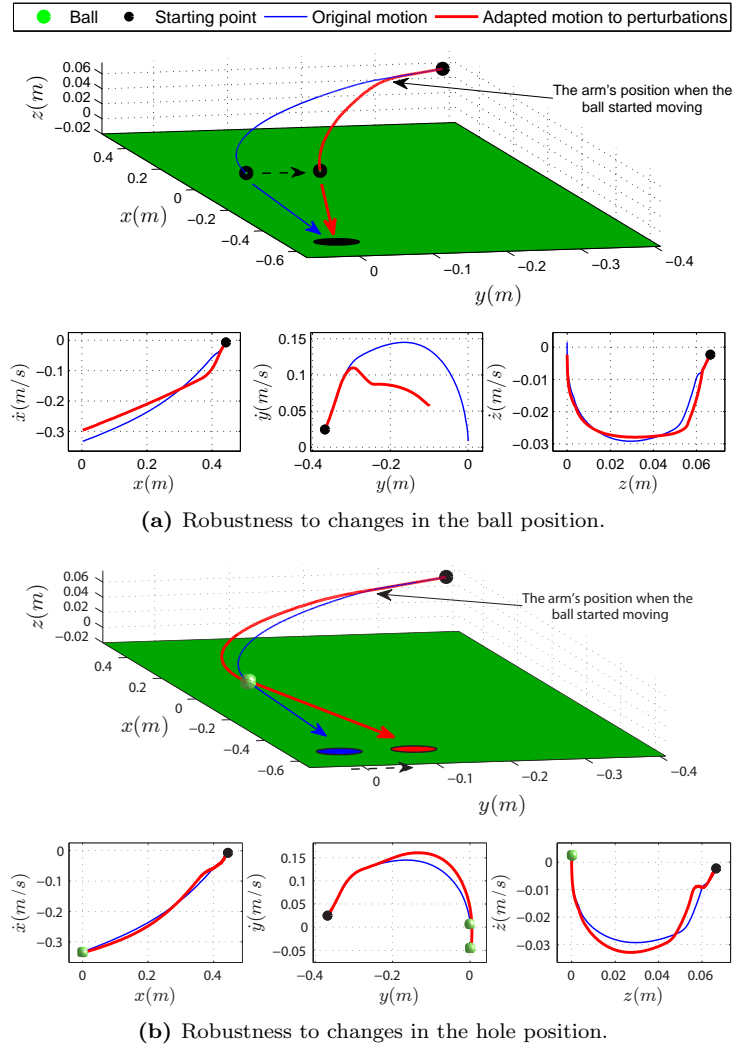 Ball Starting point Original motion Adapted motion to perturbations
0.06
0.04
0.02
0
−0.02
z(m)
The arm's position when the
ball started moving
0.4
0.2
0
−0.2
−0.4
−0.6
x(m)
0
−0.1
−0.2
−0.3
−0.4
y(m)
0
−0.1
−0.2
−0.3
ẋ(m/s)
0 0.2 0.4
x(m)
0.15
0.1
0.05
0
ẏ(m/s)
−0.4 −0.2 0
y(m)
0
−0.01
−0.02
−0.03
ż(m/s)
0 0.02 0.04 0.06
z(m)
(a) Robustness to changes in the ball position.
0.06
0.04
0.02
0
−0.02
z(m)
The arm's position when the
ball started moving
0.4
0.2
0
−0.2
−0.4
−0.6
x(m)
0
−0.1
−0.2
−0.3
−0.4
y(m)
0
−0.1
−0.2
−0.3
ẋ(m/s)
0 0.2 0.4
x(m)
0.15
0.1
0.05
0
−0.05
ẏ(m/s)
−0.4 −0.2 0
y(m)
0
−0.01
−0.02
−0.03
ż(m/s)
0 0.02 0.04 0.06
z(m)
(b) Robustness to changes in the hole position.